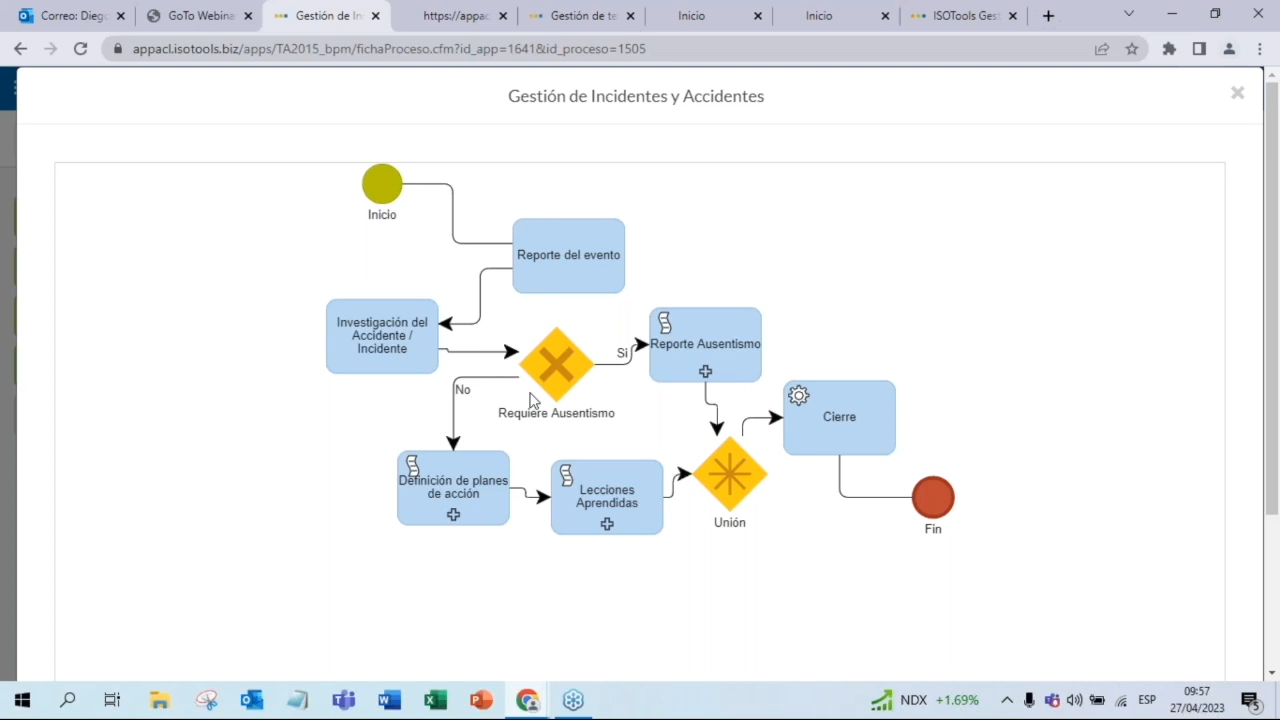 Correo: Dieg
GoTo Webina
Gestión de In
https://appac
Gestión de te
Inicio
Inicio
ISOTools Gest
appacl.isotools.biz/apps/TA2015_bpm/fichaProceso.cfm?id_app=1641&id_proceso=1505
Gestión de Incidentes y Accidentes
Inicio
Reporte del evento
Investigación del
Accidente /
Incidente
Reporte Ausentismo
Si
No
Requiere Ausentismo
Cierre
Definición de planes
de acción
Lecciones
Aprendidas
Unión
Fin
NDX +1.69%
ESP
09:57
27/04/2023
5